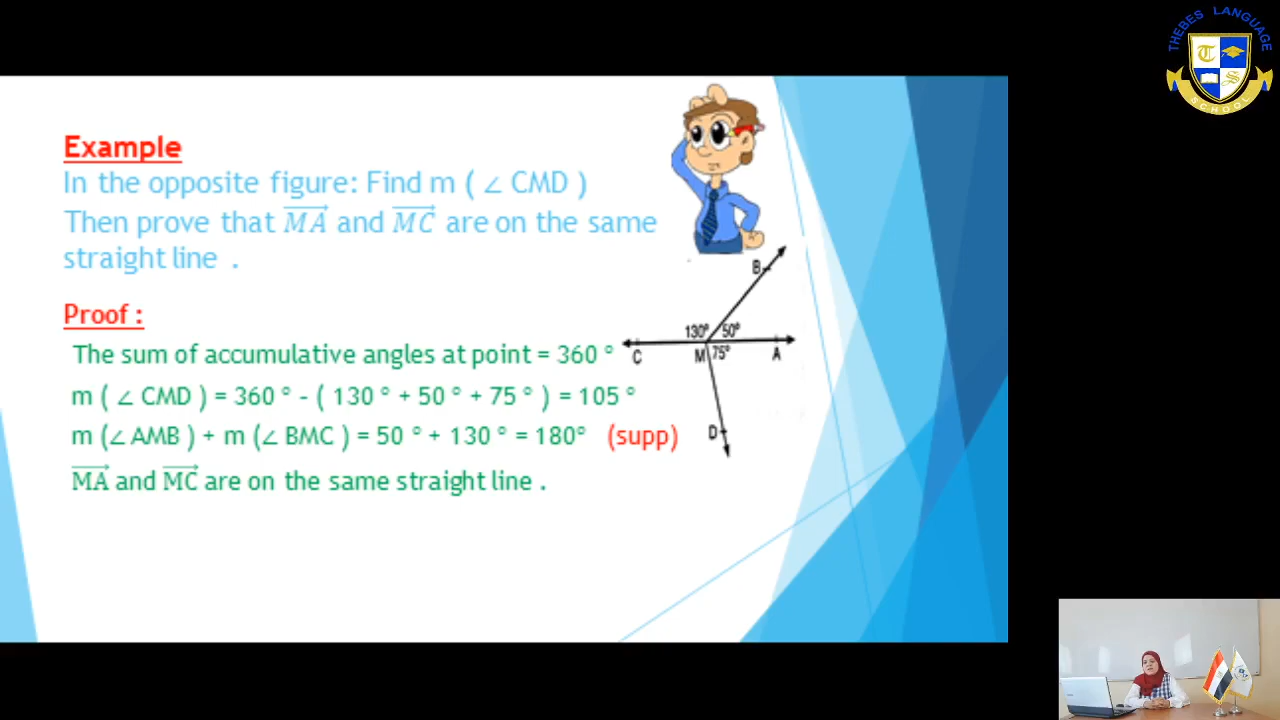 THEBES LANGUAGE
SCHOOL
Example
In the opposite figure: Find m ( ∠ CMD )
Then prove that MA and MC are on the same
straight line .
Proof :
The sum of accumulative angles at point = 360 °
m ( ∠ CMD ) = 360 ° - ( 130 ° + 50 ° + 75 ° ) = 105 °
m (∠ AMB ) + m (∠ BMC ) = 50 ° + 130 ° = 180° (supp)
MA and MC are on the same straight line .
B
130° 50°
C M 75° A
D